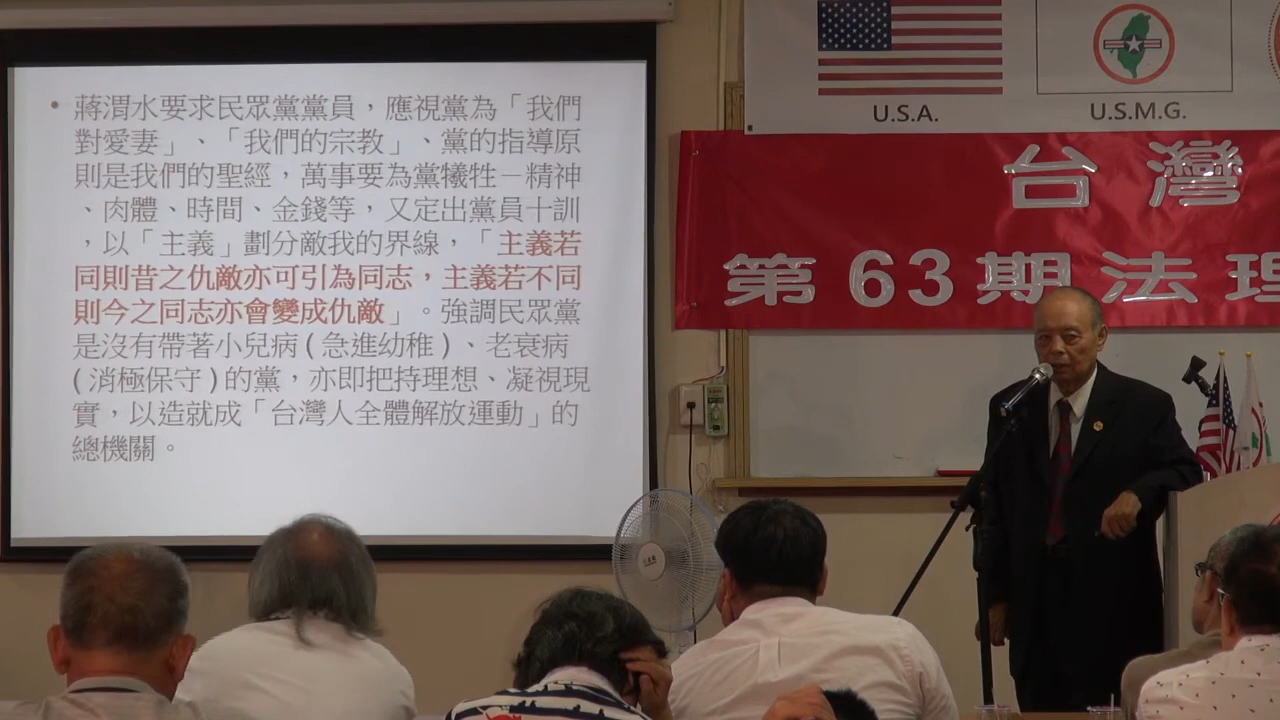 • 蔣渭水要求民眾黨黨員，應視黨為「我們
對愛妻」、「我們的宗教」、黨的指導原
則是我們的聖經，萬事要為黨犧牲－精神
、肉體、時間、金錢等，又定出黨員十訓
，以「主義」劃分敵我的界線，「主義若
同則昔之仇敵亦可引為同志，主義若不同
則今之同志亦會變成仇敵」。強調民眾黨
是沒有帶著小兒病（急進幼稚）、老衰病
（消極保守）的黨，亦即把持理想、凝視現
實，以造就成「台灣人全體解放運動」的
總機關。
U.S.A.
U.S.M.G.
台灣
第63期法理